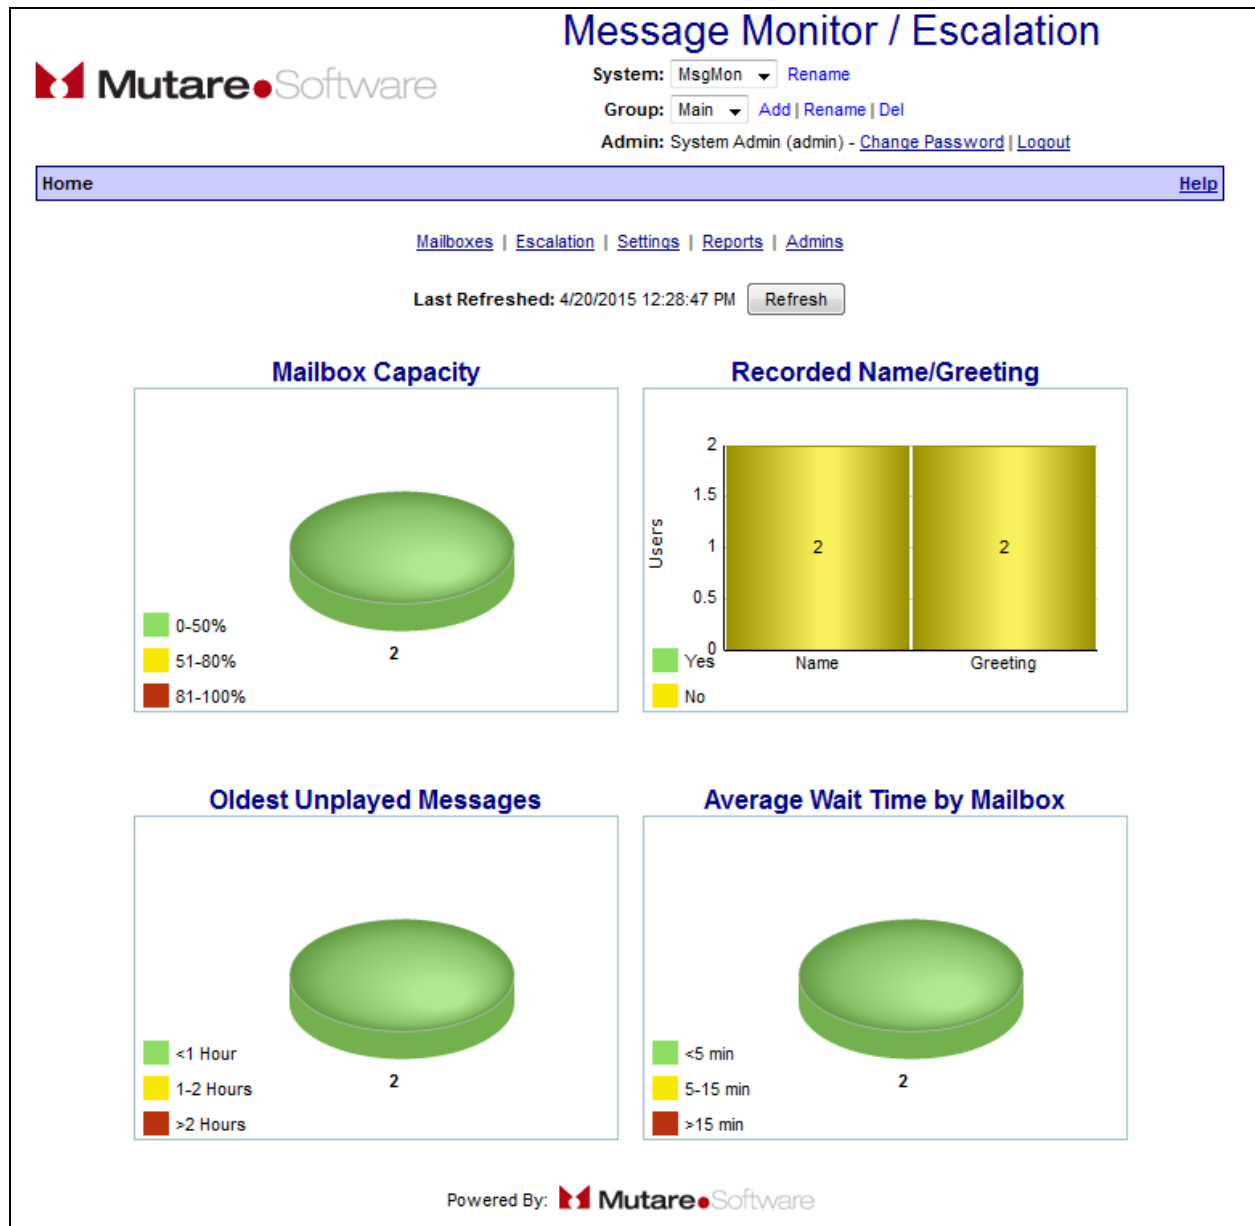 Message Monitor / Escalation
Mutare Software
System: MsgMon Rename
Group: Main Add | Rename | Del
Admin: System Admin (admin) - Change Password | Logout
Home Help
Mailboxes | Escalation | Settings | Reports | Admins
Last Refreshed: 4/20/2015 12:28:47 PM Refresh
Mailbox Capacity
0-50%
51-80%
81-100%
2
Recorded Name/Greeting
Users
2
1.5
1
0.5
0
2
2
Name
Greeting
Yes
No
Oldest Unplayed Messages
<1 Hour
1-2 Hours
>2 Hours
2
Average Wait Time by Mailbox
<5 min
5-15 min
>15 min
2
Powered By: Mutare Software